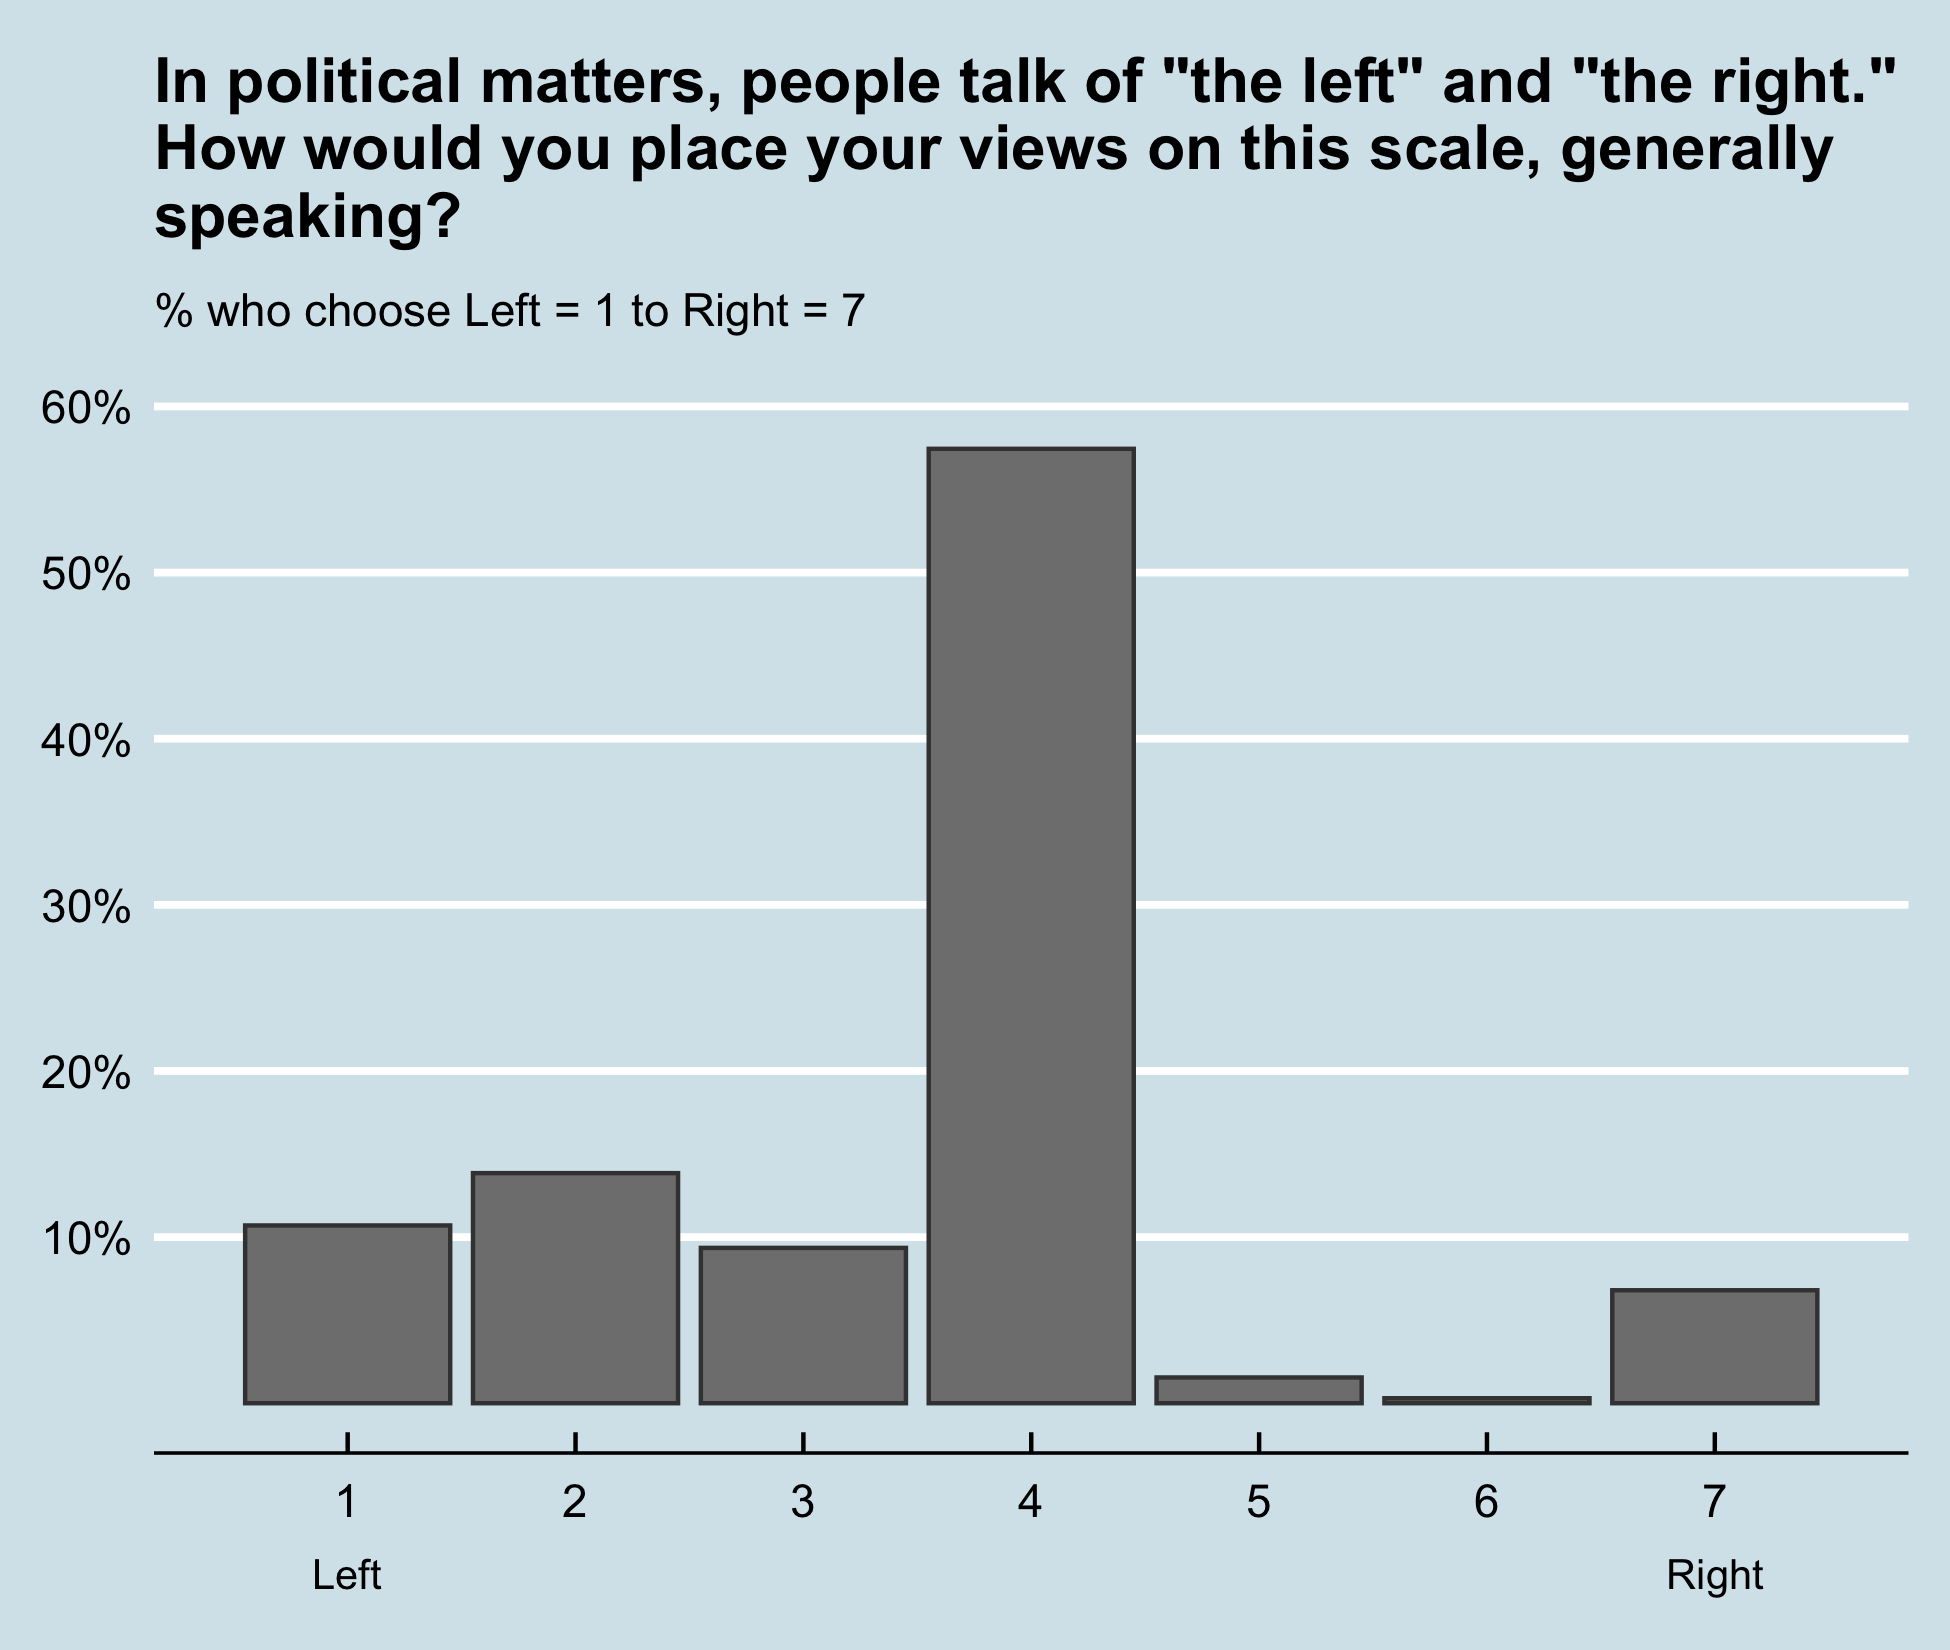 In political matters, people talk of "the left" and "the right."
How would you place your views on this scale, generally
speaking?
% who choose Left = 1 to Right = 7
60%
50%
40%
30%
20%
10%
1 2 3 4 5 6 7
Left Right